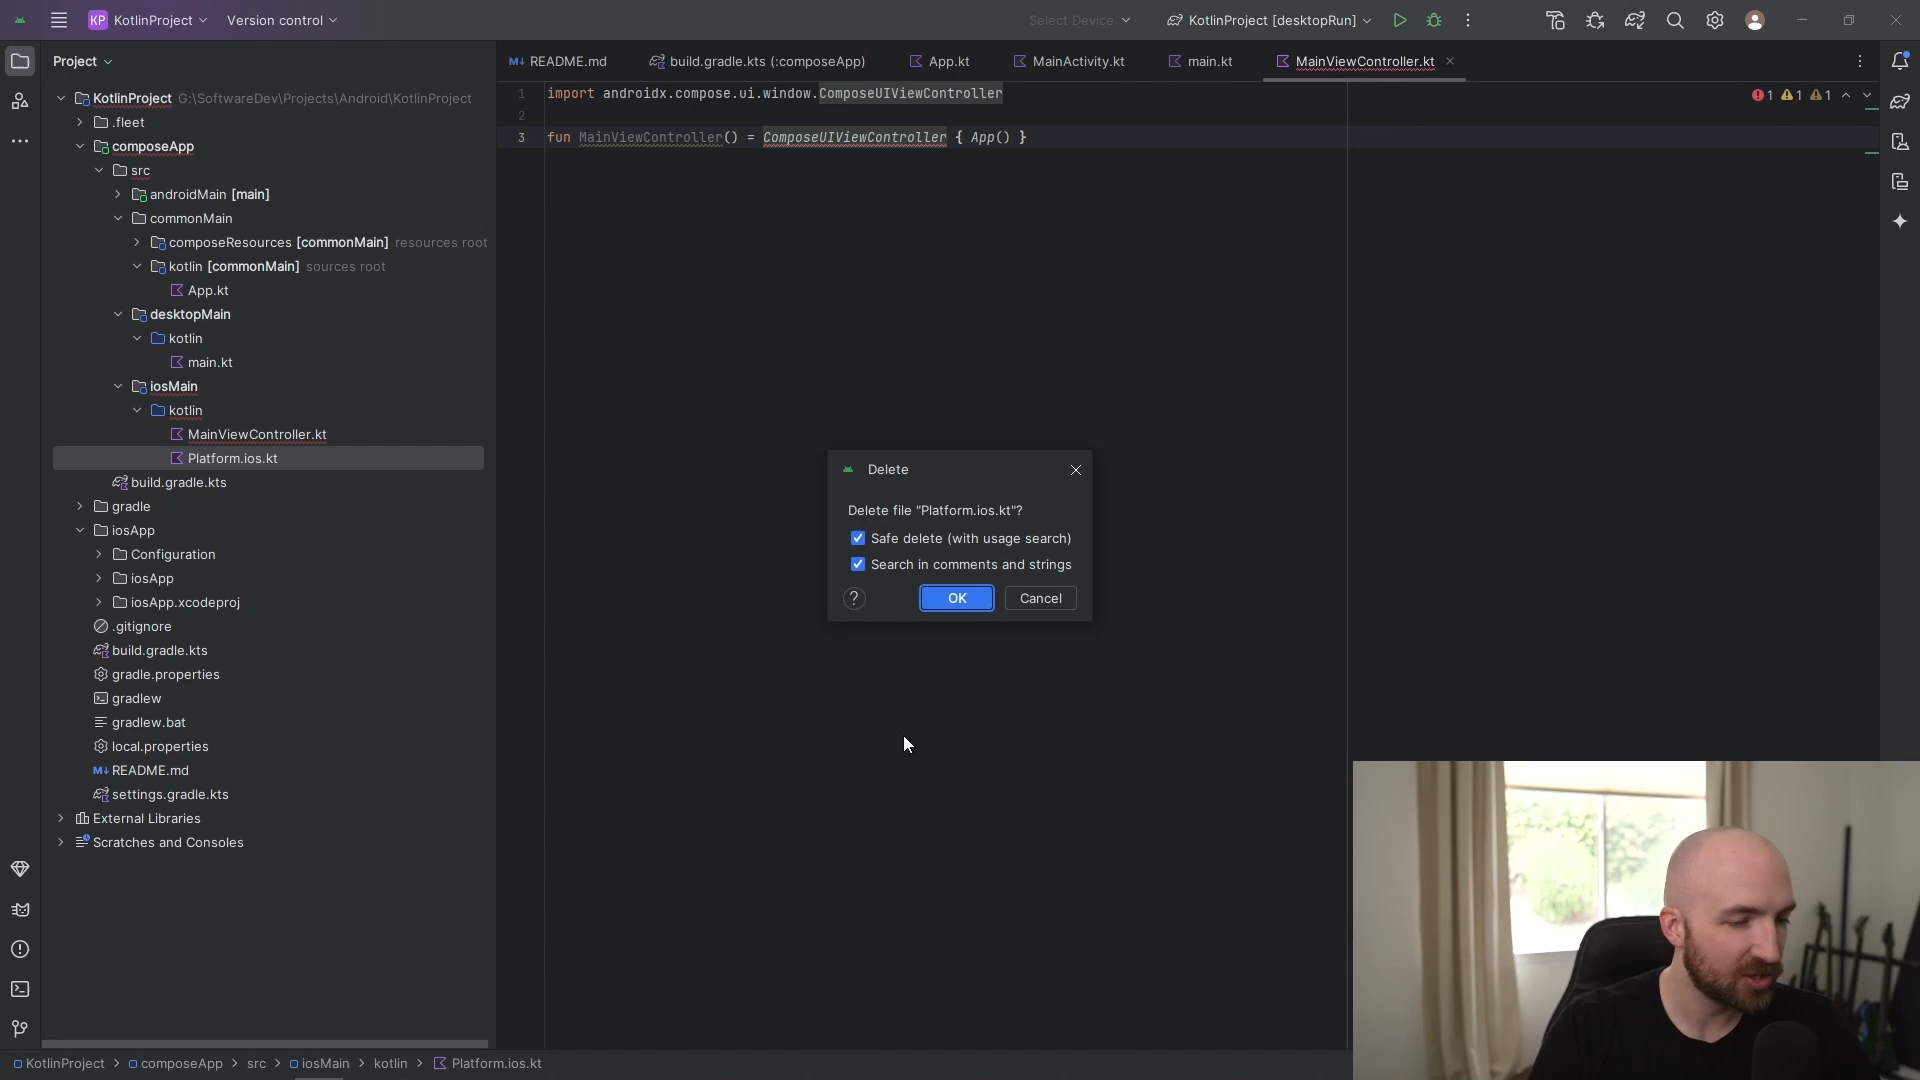 KP KotlinProject Version control Select Device KotlinProject [desktopRun]
Project
KotlinProject G:\SoftwareDev\Projects\Android\KotlinProject
.fleet
composeApp
src
androidMain [main]
commonMain
composeResources [commonMain] resources root
kotlin [commonMain] sources root
App.kt
desktopMain
kotlin
main.kt
iosMain
kotlin
MainViewController.kt
Platform.ios.kt
build.gradle.kts
gradle
iosApp
Configuration
iosApp
iosApp.xcodeproj
.gitignore
build.gradle.kts
gradle.properties
gradlew
gradlew.bat
local.properties
M↓ README.md
settings.gradle.kts
External Libraries
Scratches and Consoles
M↓ README.md build.gradle.kts (:composeApp) App.kt MainActivity.kt main.kt MainViewController.kt
1 import androidx.compose.ui.window.ComposeUIViewController
2
3 fun MainViewController() = ComposeUIViewController { App() }
1 1 1
Delete
Delete file "Platform.ios.kt"?
Safe delete (with usage search)
Search in comments and strings
? OK Cancel
KotlinProject > composeApp > src > iosMain > kotlin > Platform.ios.kt